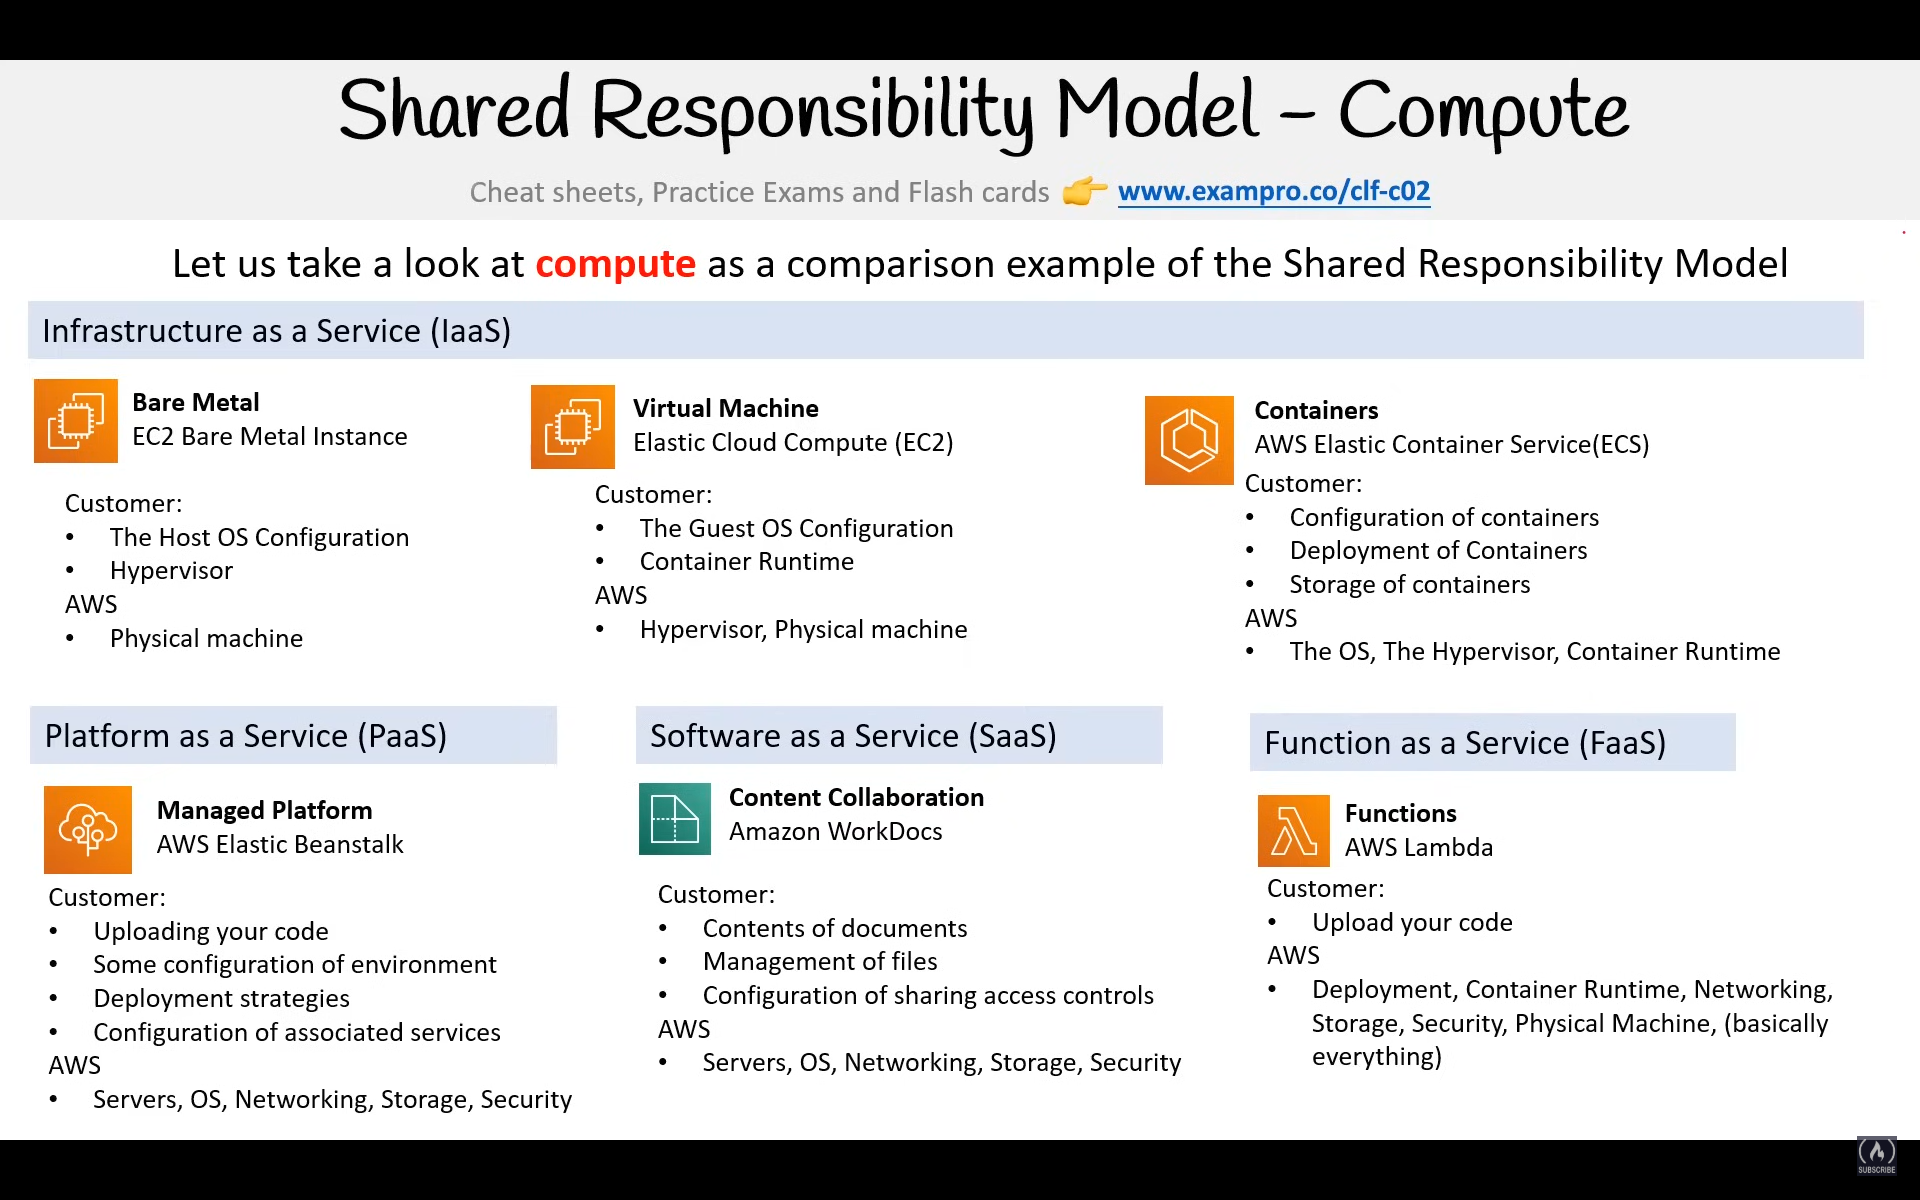 Shared Responsibility Model – Compute
Cheat sheets, Practice Exams and Flash cards 👉 www.exampro.co/clf-c02
Let us take a look at compute as a comparison example of the Shared Responsibility Model
Infrastructure as a Service (IaaS)
Bare Metal
EC2 Bare Metal Instance
Customer:
• The Host OS Configuration
• Hypervisor
AWS
• Physical machine
Virtual Machine
Elastic Cloud Compute (EC2)
Customer:
• The Guest OS Configuration
• Container Runtime
AWS
• Hypervisor, Physical machine
Containers
AWS Elastic Container Service(ECS)
Customer:
• Configuration of containers
• Deployment of Containers
• Storage of containers
AWS
• The OS, The Hypervisor, Container Runtime
Platform as a Service (PaaS)
Managed Platform
AWS Elastic Beanstalk
Customer:
• Uploading your code
• Some configuration of environment
• Deployment strategies
• Configuration of associated services
AWS
• Servers, OS, Networking, Storage, Security
Software as a Service (SaaS)
Content Collaboration
Amazon WorkDocs
Customer:
• Contents of documents
• Management of files
• Configuration of sharing access controls
AWS
• Servers, OS, Networking, Storage, Security
Function as a Service (FaaS)
Functions
AWS Lambda
Customer:
• Upload your code
AWS
• Deployment, Container Runtime, Networking,
Storage, Security, Physical Machine, (basically
everything)
SUBSCRIBE